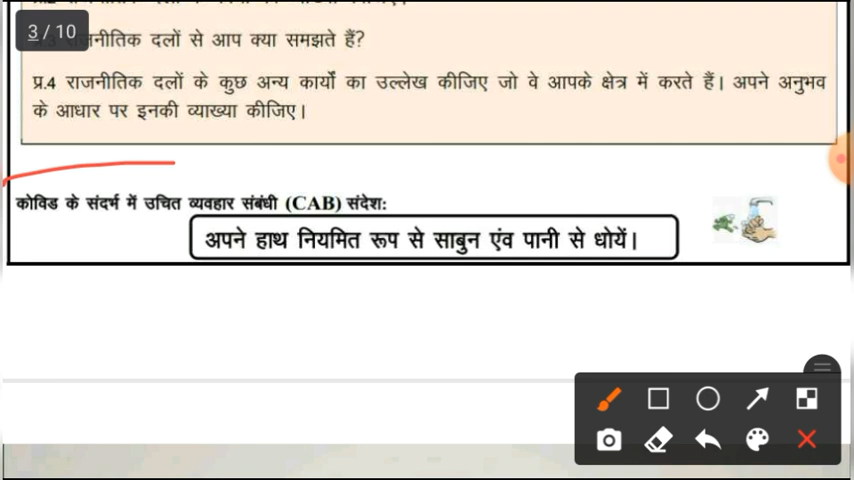 3 / 10
राजनीतिक दलों से आप क्या समझते हैं?
प्र.4 राजनीतिक दलों के कुछ अन्य कार्यों का उल्लेख कीजिए जो वे आपके क्षेत्र में करते हैं। अपने अनुभव
के आधार पर इनकी व्याख्या कीजिए।
कोविड के संदर्भ में उचित व्यवहार संबंधी (CAB) संदेश:
अपने हाथ नियमित रूप से साबुन एंव पानी से धोयें।